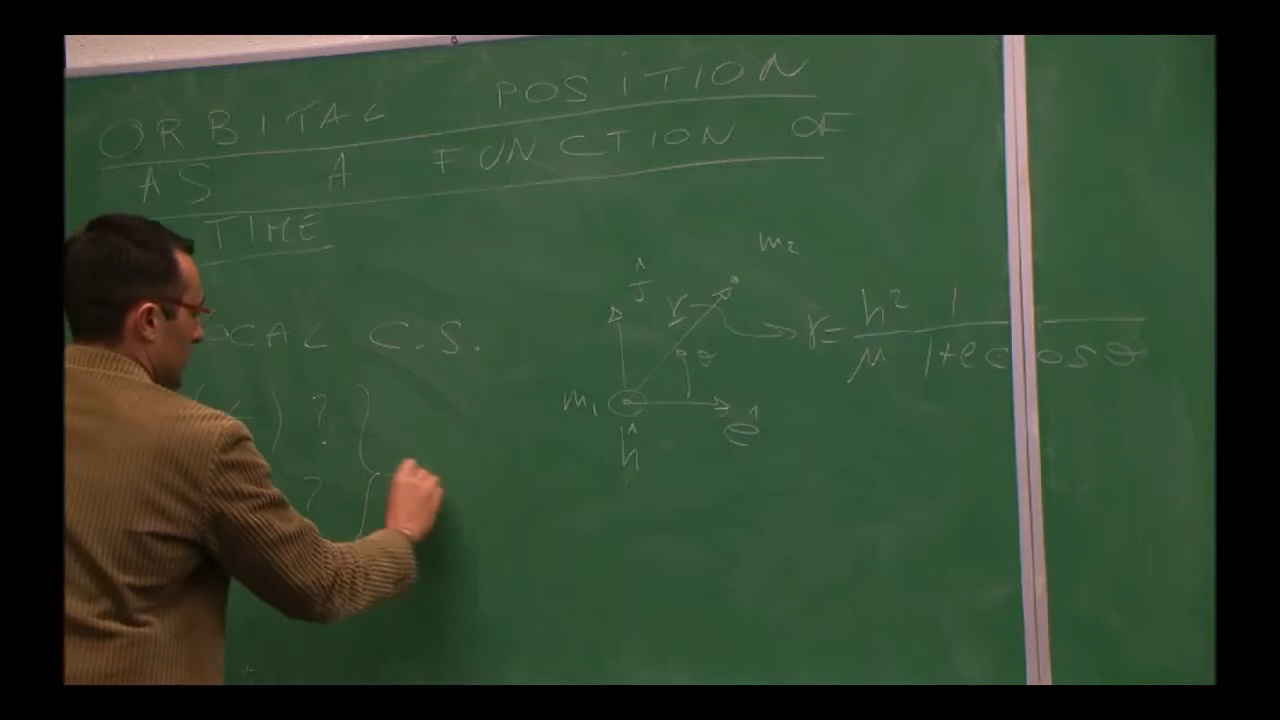 ORBITAL POSITION
AS A FUNCTION OF
TIME
OCAL C.S.
) ? }
?
m₂
ĵ
r
θ
r = h²/μ 1/(1+e cos θ)
m₁
ê
ĥ